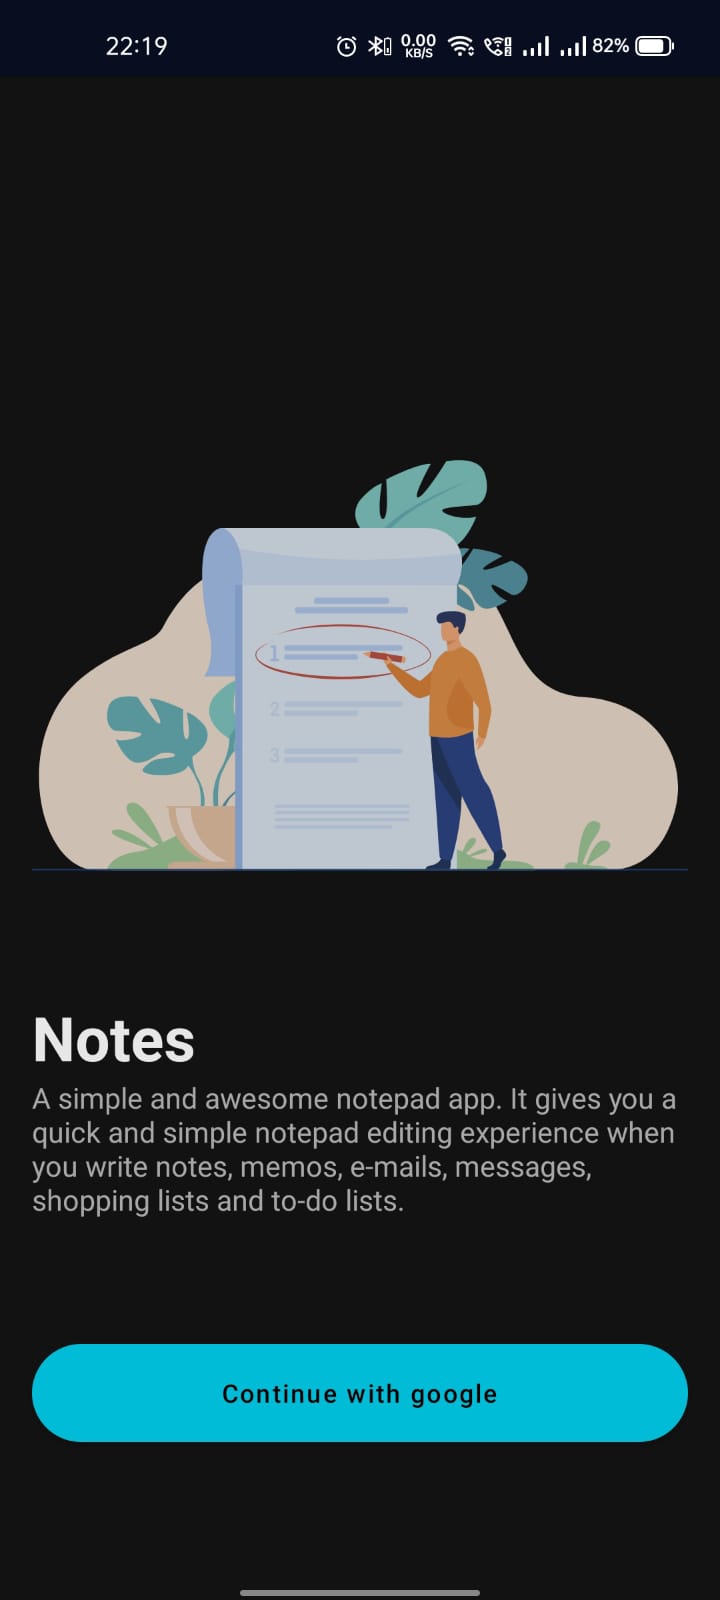 22:19 0.00 KB/S 1 2 82%
1
2
3
Notes
A simple and awesome notepad app. It gives you a
quick and simple notepad editing experience when
you write notes, memos, e-mails, messages,
shopping lists and to-do lists.
Continue with google